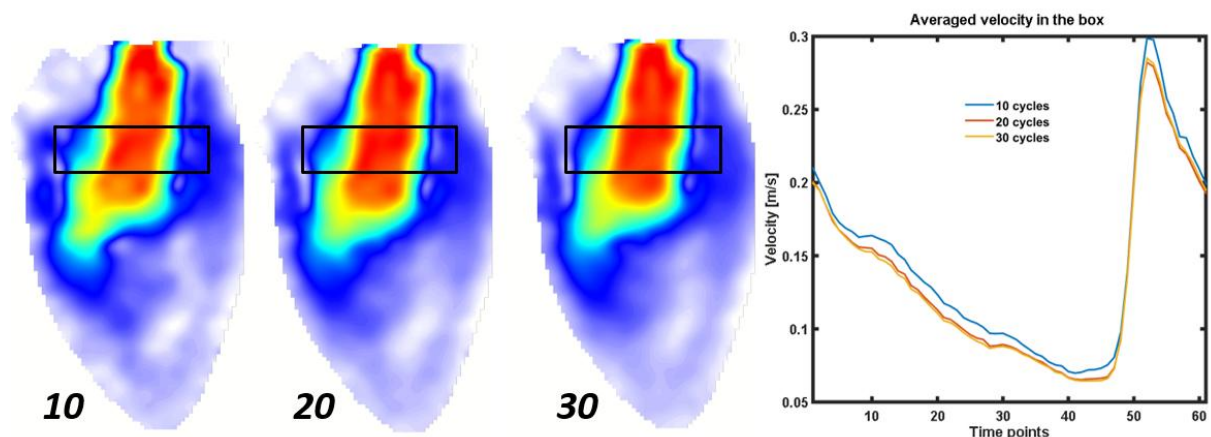 10
20
30
Averaged velocity in the box
Velocity [m/s]
0.3
0.25
0.2
0.15
0.1
0.05
10 cycles
20 cycles
30 cycles
10 20 30 40 50 60
Time points